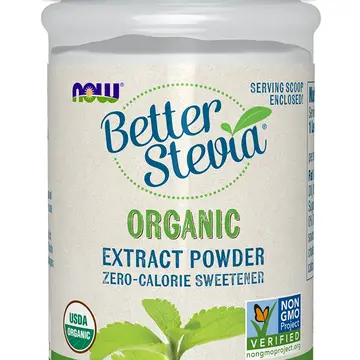 NOW
SERVING SCOOP
ENCLOSED!
Better
Stevia®
ORGANIC
EXTRACT POWDER
ZERO-CALORIE SWEETENER
USDA
ORGANIC
NON
GMO
Project
VERIFIED
nongmoproject.org